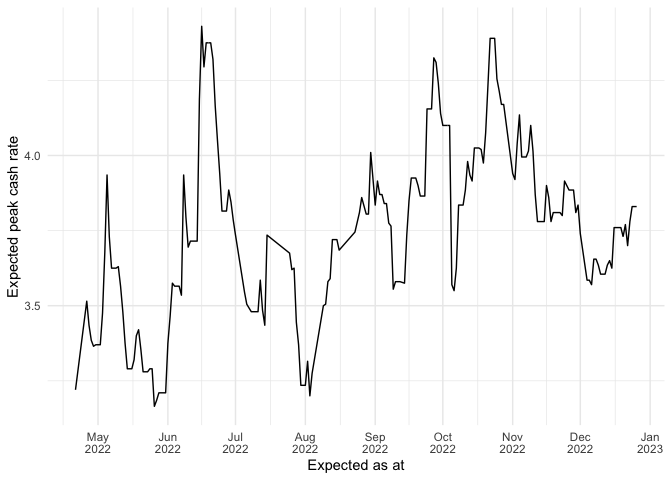 Expected peak cash rate
4.0
3.5
May Jun Jul Aug Sep Oct Nov Dec Jan
2022 2022 2022 2022 2022 2022 2022 2022 2023
Expected as at